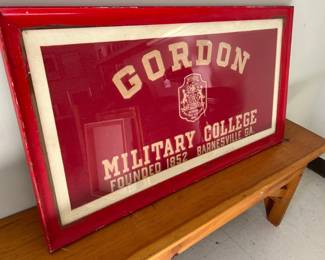 GORDON
MILITARY COLLEGE
FOUNDED 1852 BARNESVILLE GA.